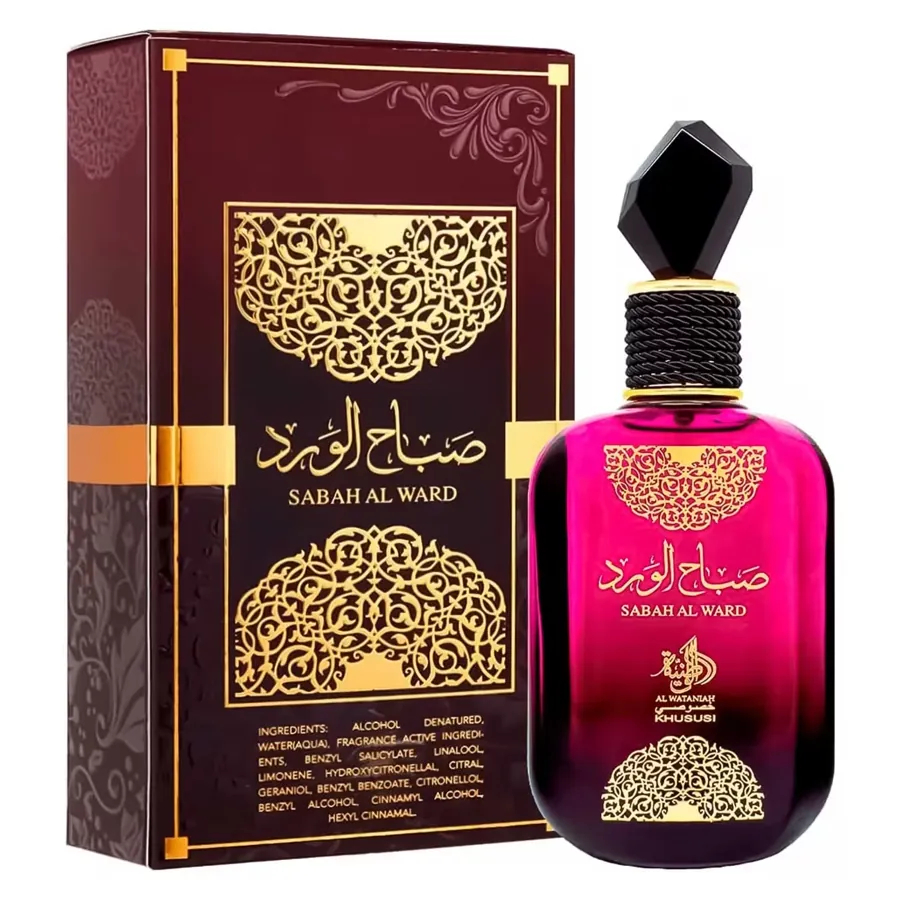 صباح الورد
SABAH AL WARD
INGREDIENTS: ALCOHOL DENATURED,
WATER(AQUA), FRAGRANCE ACTIVE INGREDI-
ENTS, BENZYL SALICYLATE, LINALOOL,
LIMONENE, HYDROXYCITRONELLAL, CITRAL,
GERANIOL, BENZYL BENZOATE, CITRONELLOL,
BENZYL ALCOHOL, CINNAMYL ALCOHOL,
HEXYL CINNAMAL.
صباح الورد
SABAH AL WARD
الوطنية
AL WATANIAH
خصوصي
KHUSUSI